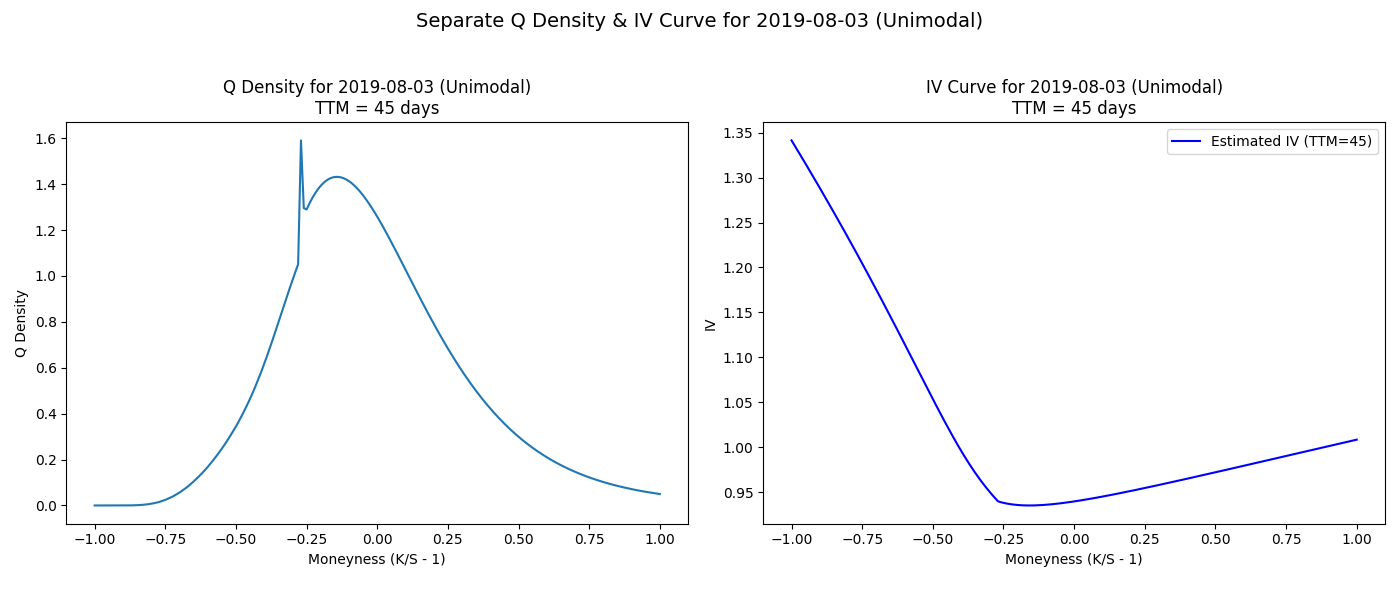 Separate Q Density & IV Curve for 2019-08-03 (Unimodal)
Q Density for 2019-08-03 (Unimodal)
TTM = 45 days
1.6
1.4
1.2
1.0
0.8
0.6
0.4
0.2
0.0
Q Density
−1.00 −0.75 −0.50 −0.25 0.00 0.25 0.50 0.75 1.00
Moneyness (K/S - 1)
IV Curve for 2019-08-03 (Unimodal)
TTM = 45 days
Estimated IV (TTM=45)
1.35
1.30
1.25
1.20
1.15
1.10
1.05
1.00
0.95
IV
−1.00 −0.75 −0.50 −0.25 0.00 0.25 0.50 0.75 1.00
Moneyness (K/S - 1)